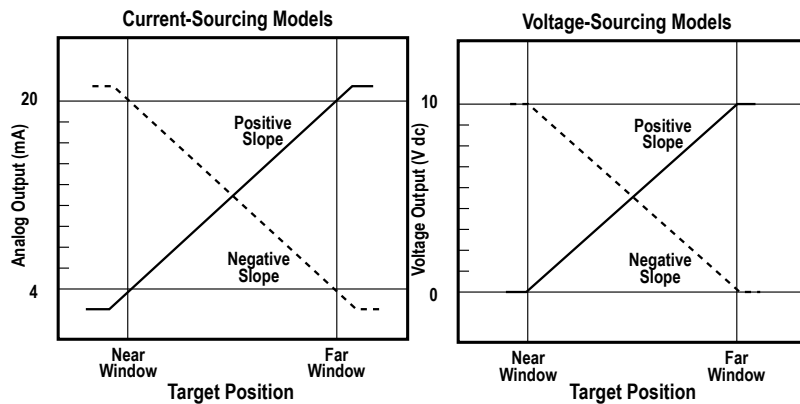 Current-Sourcing Models
Analog Output (mA)
20
4
Positive
Slope
Negative
Slope
Near
Window
Far
Window
Target Position
Voltage-Sourcing Models
Voltage Output (V dc)
10
0
Positive
Slope
Negative
Slope
Near
Window
Far
Window
Target Position